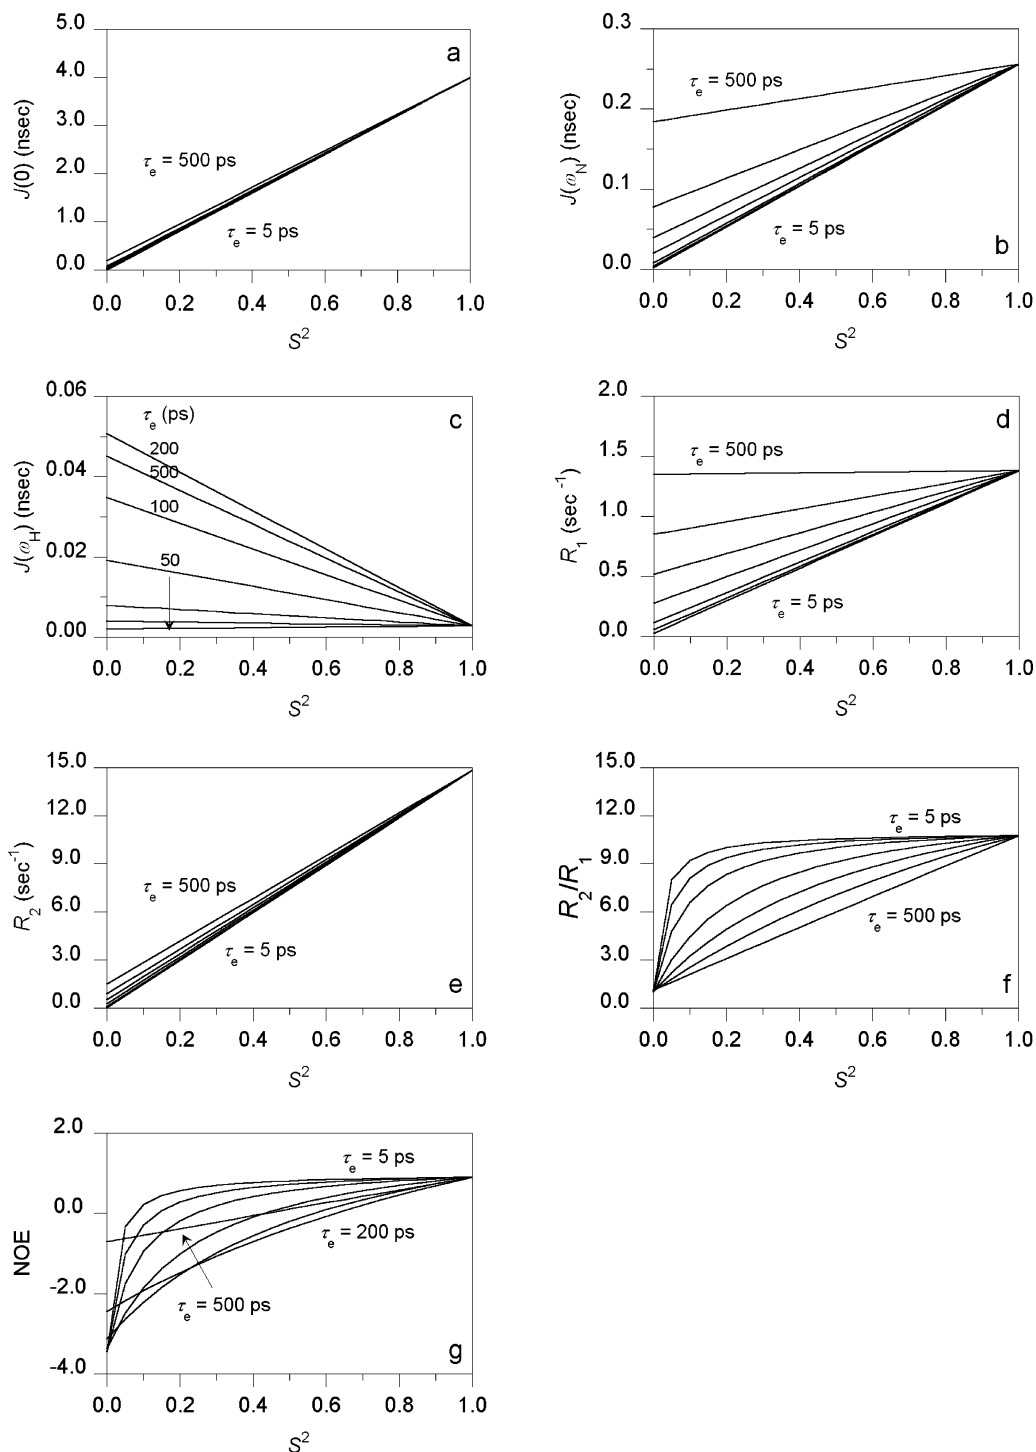 5.0
4.0
3.0
2.0
1.0
0.0
J(0) (nsec)
a
τe = 500 ps
τe = 5 ps
0.0 0.2 0.4 0.6 0.8 1.0
S²
0.3
0.2
0.1
0.0
J(ωN) (nsec)
τe = 500 ps
τe = 5 ps
b
0.0 0.2 0.4 0.6 0.8 1.0
S²
0.06
0.04
0.02
0.00
J(ωH) (nsec)
τe (ps)
c
200
500
100
50
0.0 0.2 0.4 0.6 0.8 1.0
S²
2.0
1.5
1.0
0.5
0.0
R1 (sec⁻¹)
d
τe = 500 ps
τe = 5 ps
0.0 0.2 0.4 0.6 0.8 1.0
S²
15.0
12.0
9.0
6.0
3.0
0.0
R2 (sec⁻¹)
τe = 500 ps
τe = 5 ps
e
0.0 0.2 0.4 0.6 0.8 1.0
S²
15.0
12.0
9.0
6.0
3.0
0.0
R2/R1
τe = 5 ps
τe = 500 ps
f
0.0 0.2 0.4 0.6 0.8 1.0
S²
2.0
0.0
-2.0
-4.0
NOE
τe = 5 ps
τe = 200 ps
τe = 500 ps
g
0.0 0.2 0.4 0.6 0.8 1.0
S²